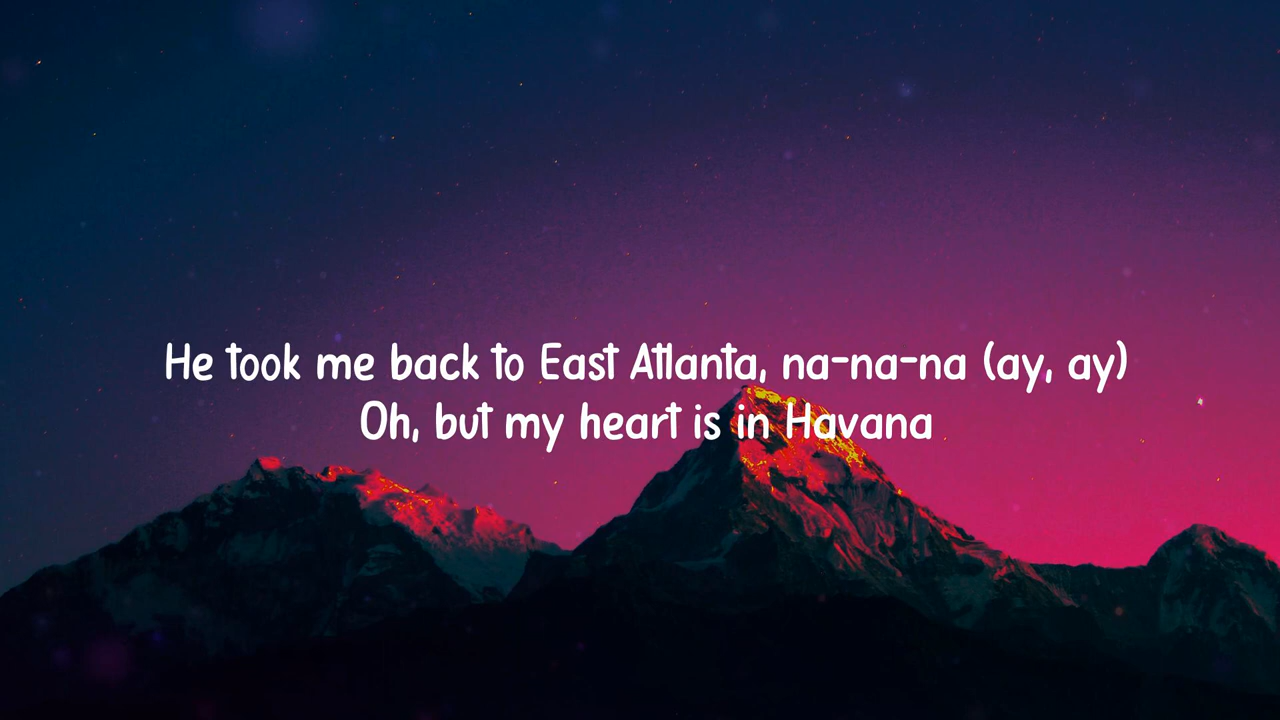 He took me back to East Atlanta, na-na-na (ay, ay)
Oh, but my heart is in Havana